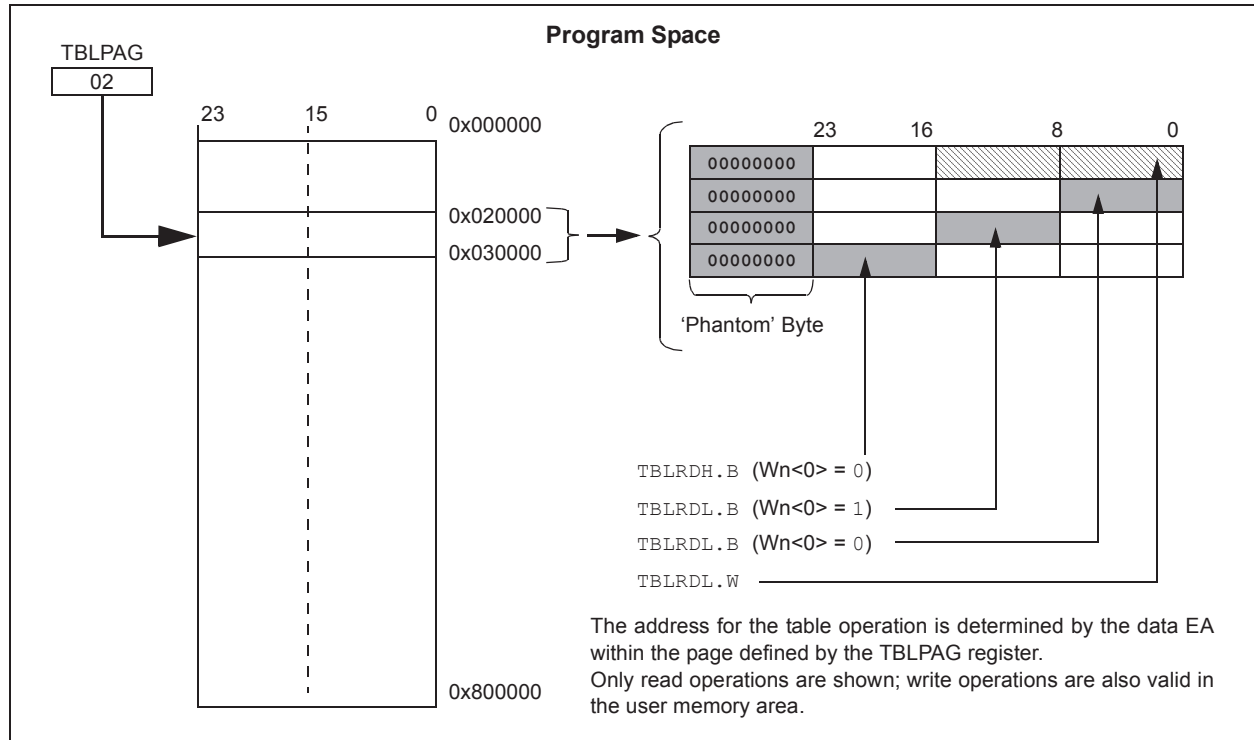 Program Space
TBLPAG
02
23 15 0
0x000000
0x020000
0x030000
0x800000
23 16 8 0
00000000
00000000
00000000
00000000
‘Phantom’ Byte
TBLRDH.B (Wn<0> = 0)
TBLRDL.B (Wn<0> = 1)
TBLRDL.B (Wn<0> = 0)
TBLRDL.W
The address for the table operation is determined by the data EA
within the page defined by the TBLPAG register.
Only read operations are shown; write operations are also valid in
the user memory area.